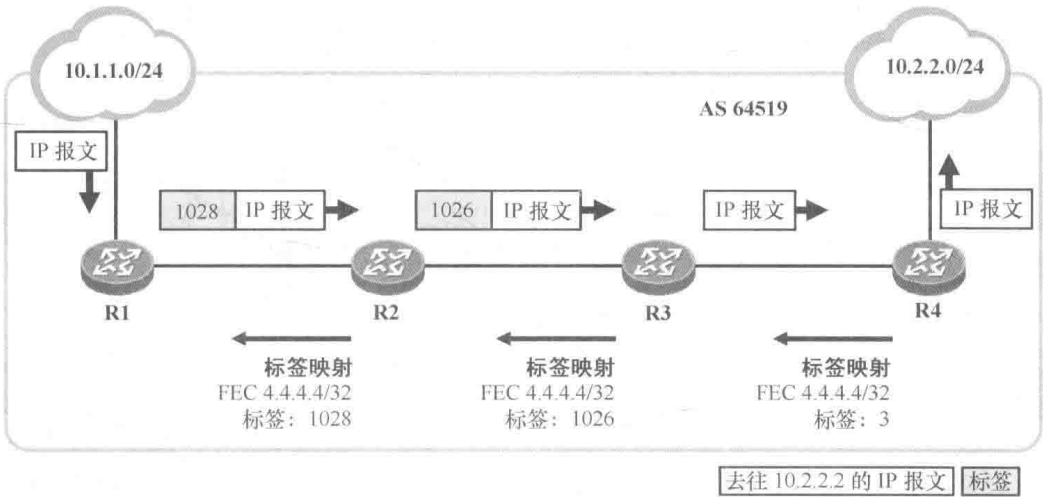 10.1.1.0/24
10.2.2.0/24
AS 64519
IP 报文
1028 IP 报文
1026 IP 报文
IP 报文
IP 报文
R1
R2
R3
R4
标签映射
FEC 4.4.4.4/32
标签：1028
标签映射
FEC 4.4.4.4/32
标签：1026
标签映射
FEC 4.4.4.4/32
标签：3
去往 10.2.2.2 的 IP 报文 标签